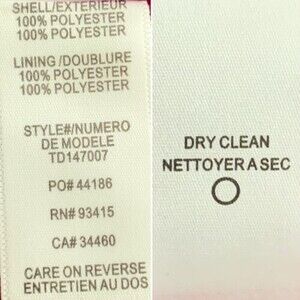 SHELL/EXTERIEUR
100% POLYESTER
100% POLYESTER
LINING/DOUBLURE
100% POLYESTER
100% POLYESTER
STYLE#/NUMERO
DE MODELE
TD147007
PO# 44186
RN# 93415
CA# 34460
CARE ON REVERSE
ENTRETIEN AU DOS
DRY CLEAN
NETTOYER A SEC